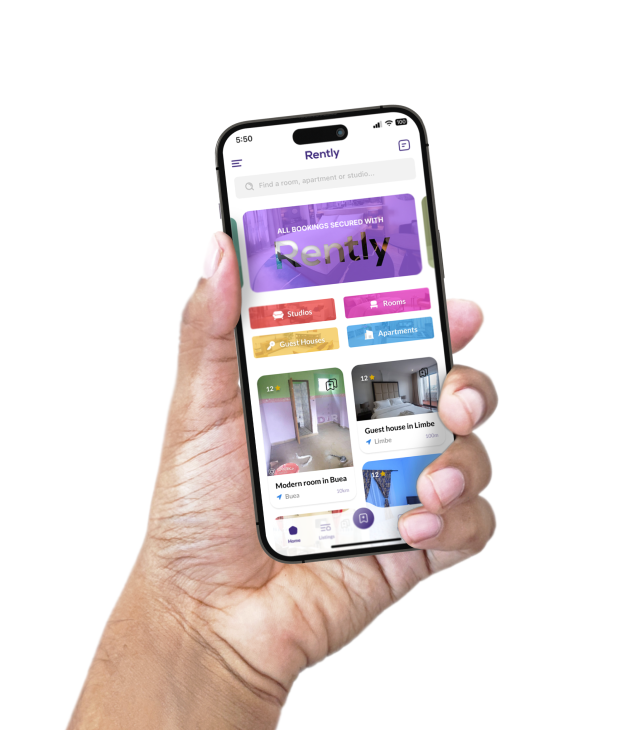 5:50
100
Rently
Find a room, apartment or studio...
ALL BOOKINGS SECURED WITH
Rently
Studios
Rooms
Guest Houses
Apartments
12
12
Guest house in Limbe
Limbe
Modern room in Buea
Buea
12
Home
Listings